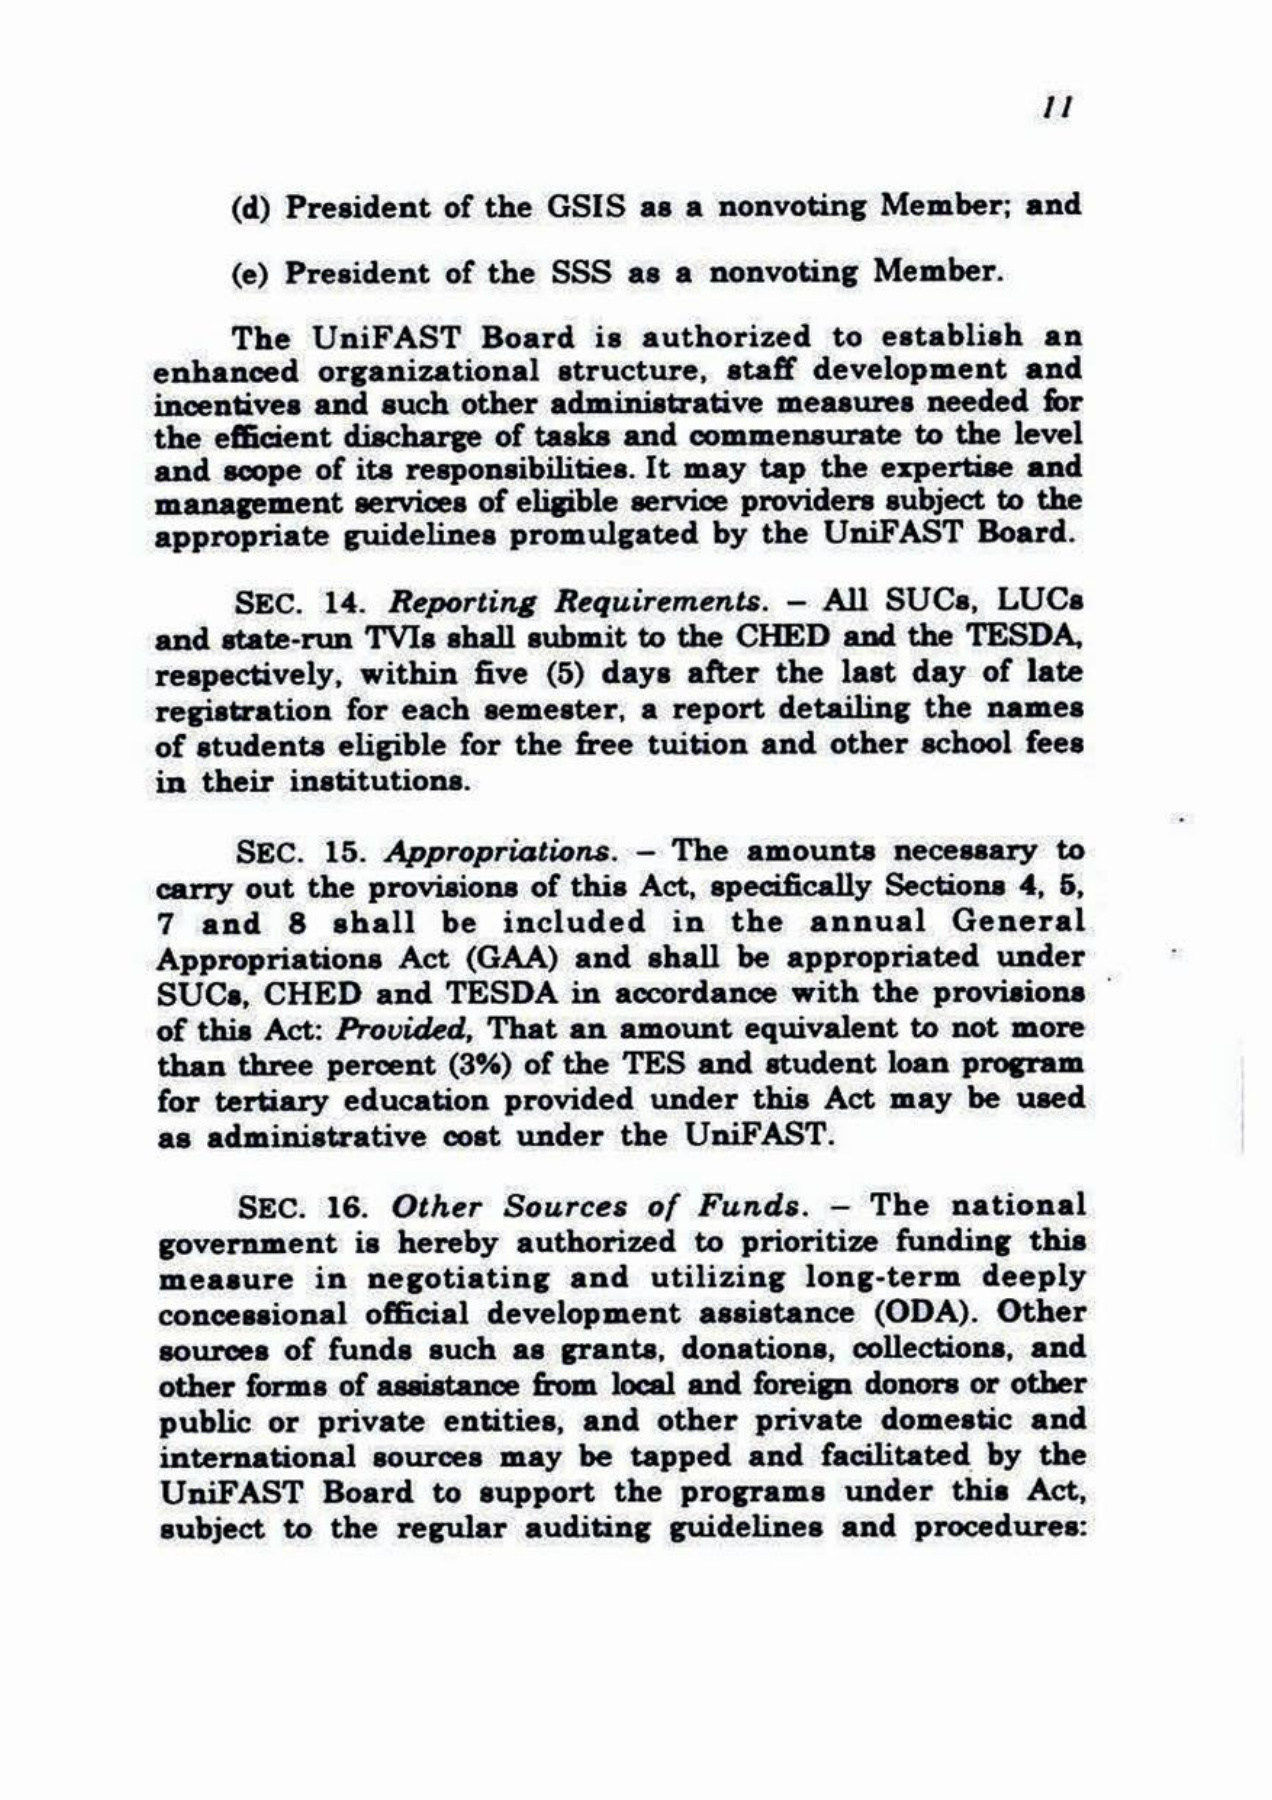 11
(d) President of the GSIS as a nonvoting Member; and
(e) President of the SSS as a nonvoting Member.
The UniFAST Board is authorized to establish an
enhanced organizational structure, staff development and
incentives and such other administrative measures needed for
the efficient discharge of tasks and commensurate to the level
and scope of its responsibilities. It may tap the expertise and
management services of eligible service providers subject to the
appropriate guidelines promulgated by the UniFAST Board.
SEC. 14. Reporting Requirements. – All SUCs, LUCs
and state-run TVIs shall submit to the CHED and the TESDA,
respectively, within five (5) days after the last day of late
registration for each semester, a report detailing the names
of students eligible for the free tuition and other school fees
in their institutions.
SEC. 15. Appropriations. – The amounts necessary to
carry out the provisions of this Act, specifically Sections 4, 5,
7 and 8 shall be included in the annual General
Appropriations Act (GAA) and shall be appropriated under
SUCs, CHED and TESDA in accordance with the provisions
of this Act: Provided, That an amount equivalent to not more
than three percent (3%) of the TES and student loan program
for tertiary education provided under this Act may be used
as administrative cost under the UniFAST.
SEC. 16. Other Sources of Funds. – The national
government is hereby authorized to prioritize funding this
measure in negotiating and utilizing long-term deeply
concessional official development assistance (ODA). Other
sources of funds such as grants, donations, collections, and
other forms of assistance from local and foreign donors or other
public or private entities, and other private domestic and
international sources may be tapped and facilitated by the
UniFAST Board to support the programs under this Act,
subject to the regular auditing guidelines and procedures: